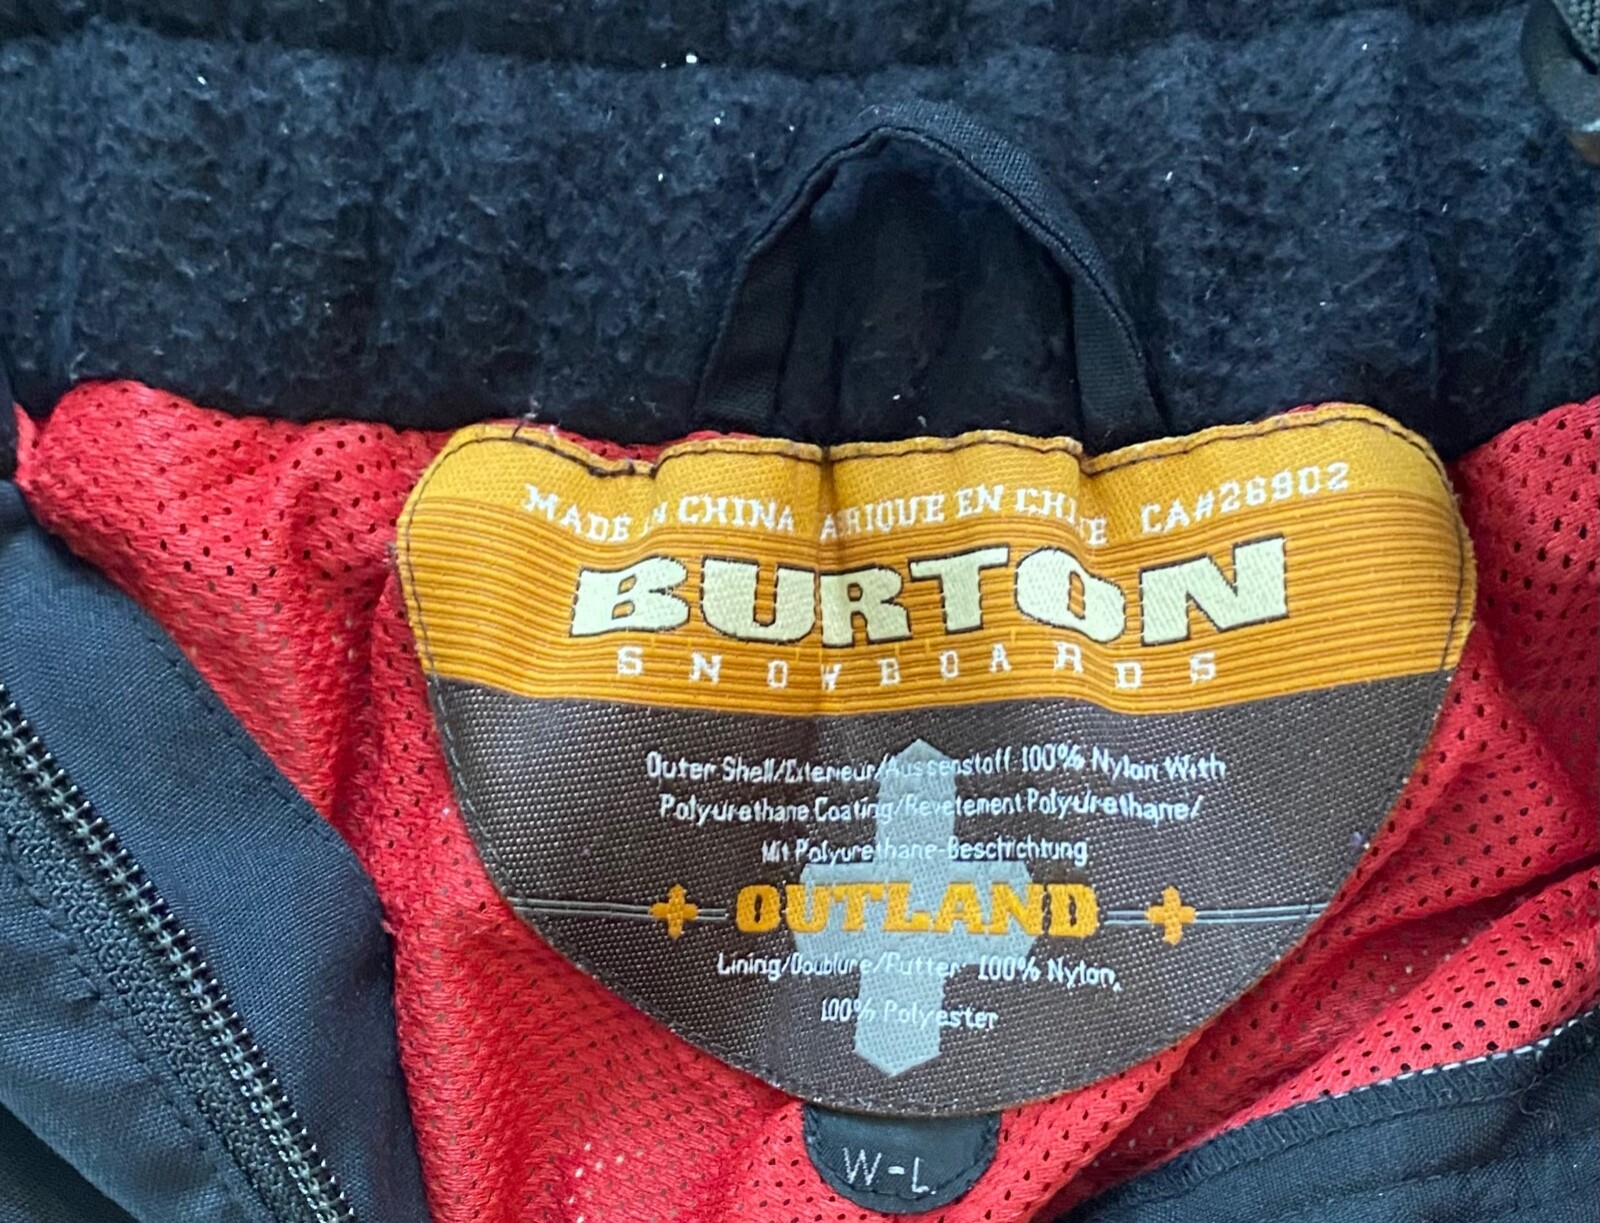 MADE IN CHINA FABRIQUE EN CHINE CA#26902
BURTON
SNOWBOARDS
Outer Shell/Exterieur/Aussenstoff 100% Nylon With
Polyurethane Coating/Revetement Polyurethane/
Mit Polyurethane-Beschichtung
OUTLAND
Lining/Doublure/Futter 100% Nylon,
100% Polyester
W-L